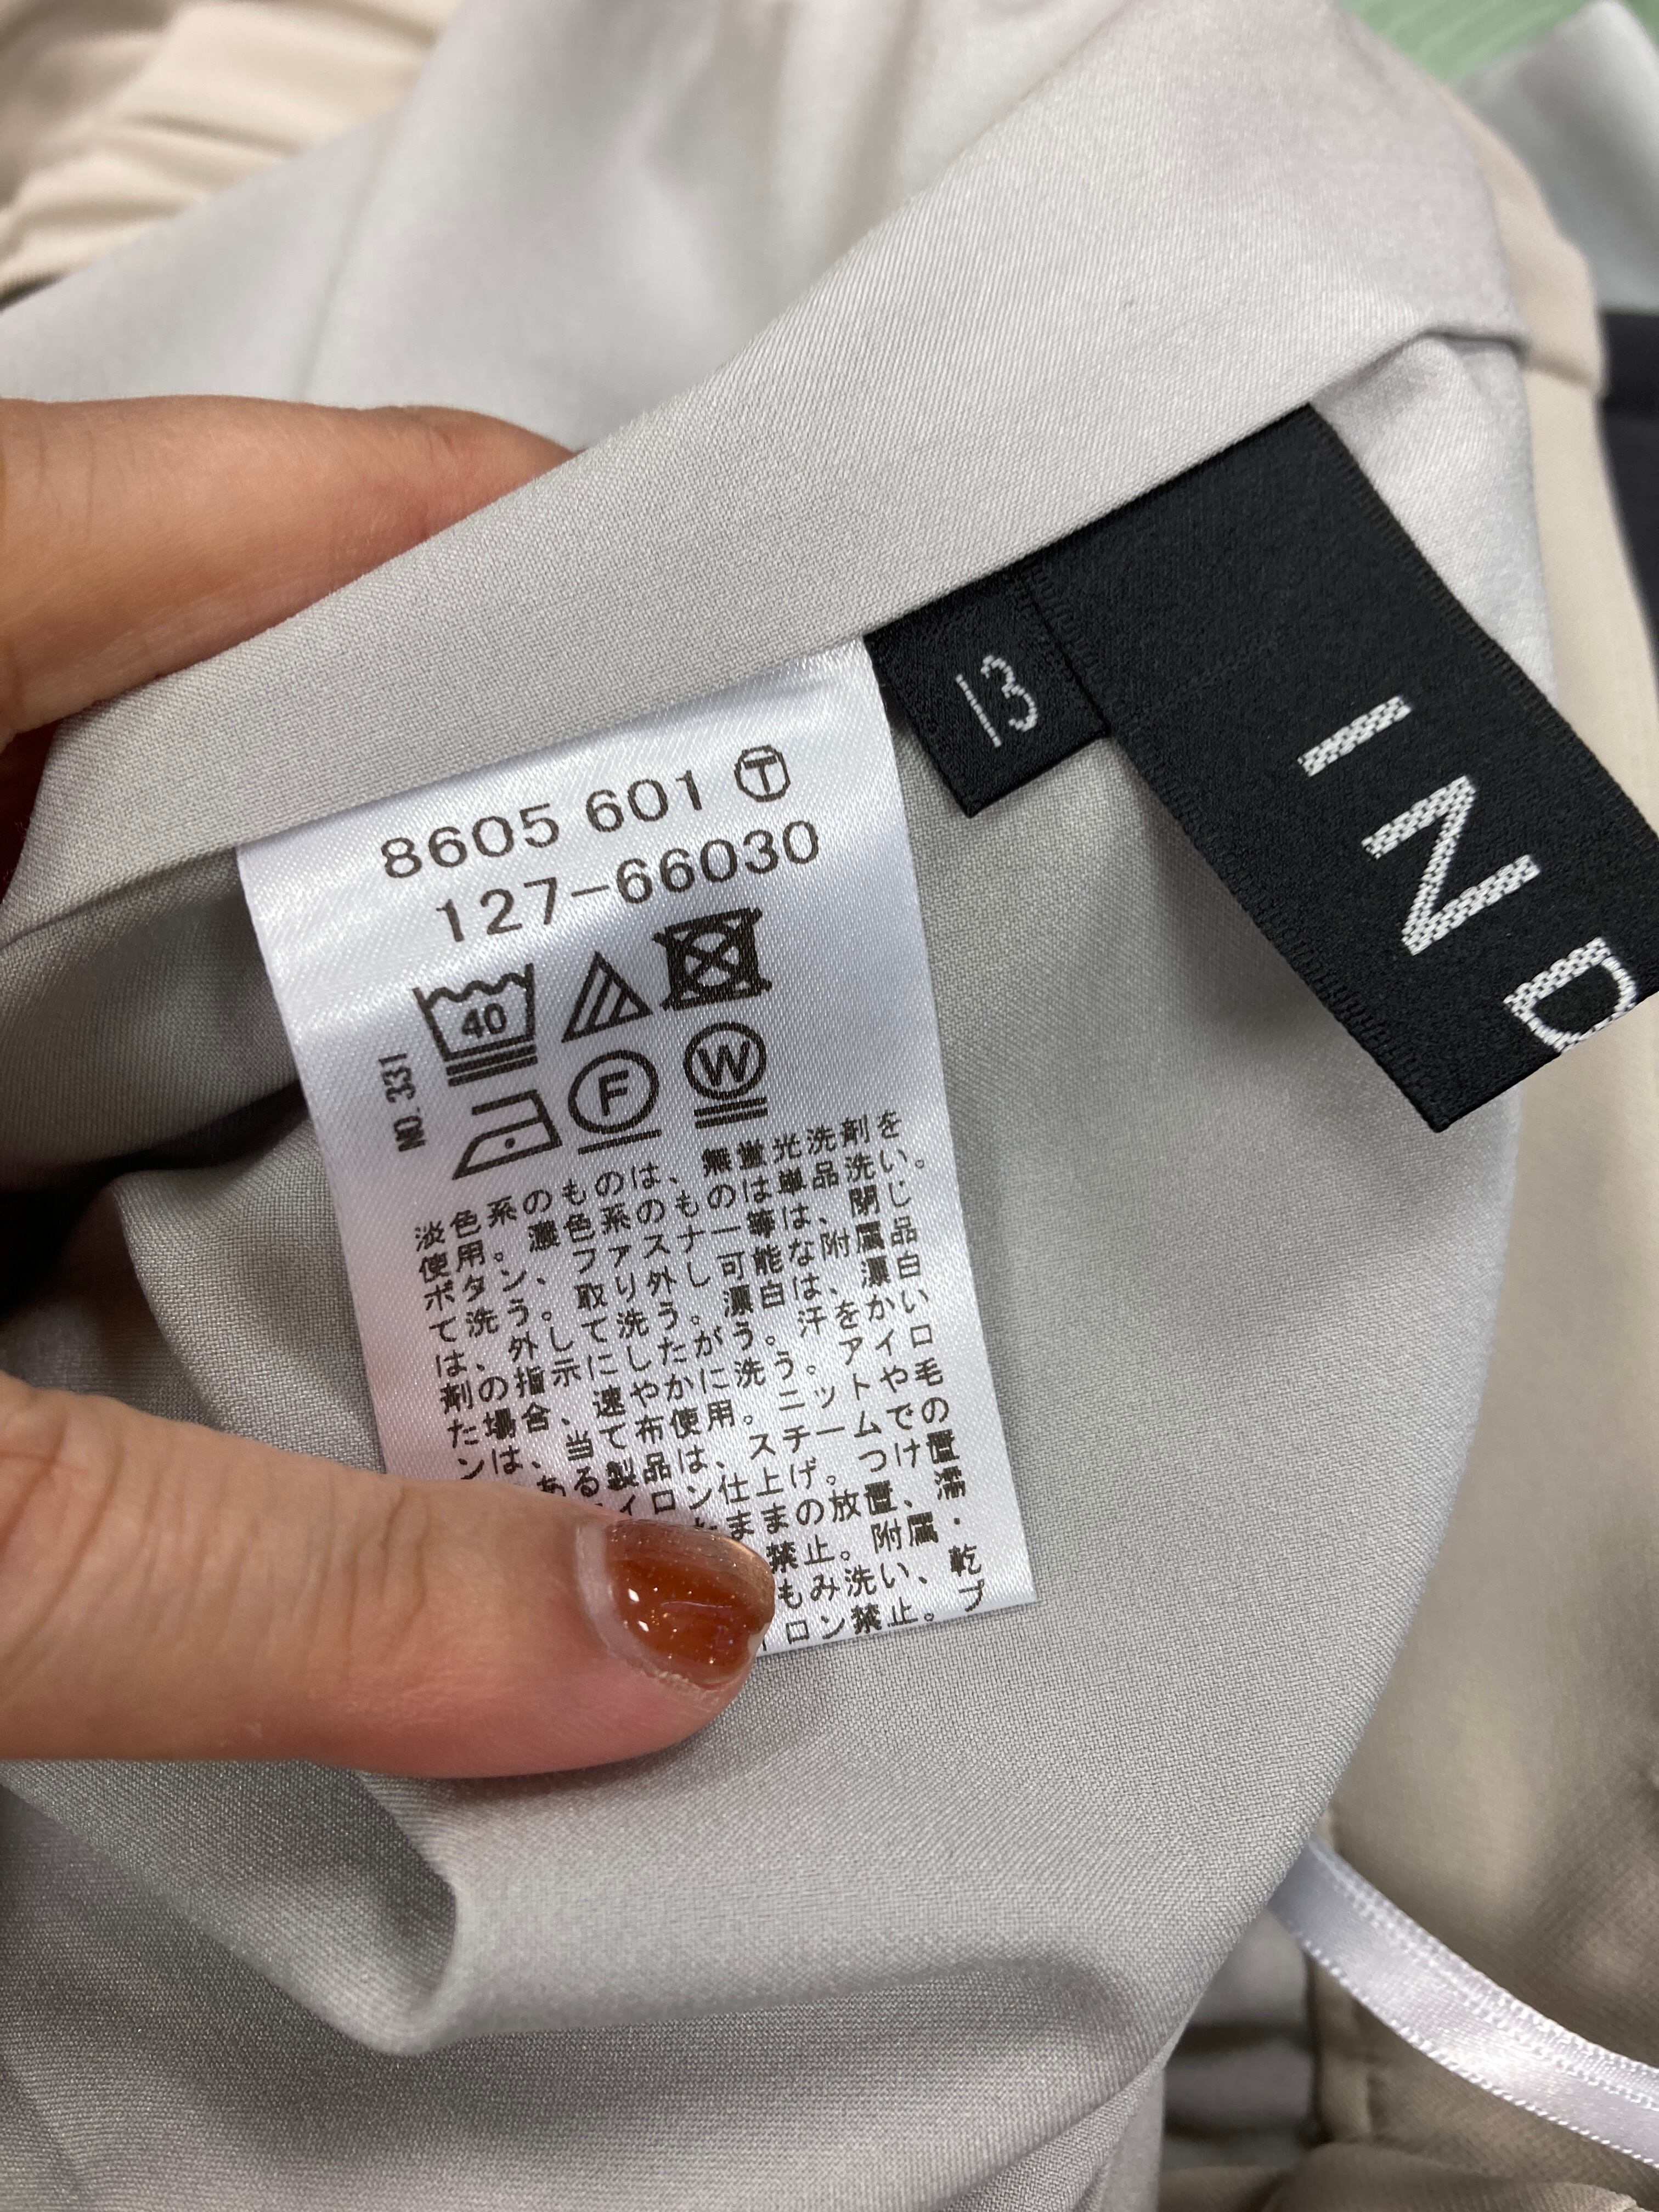 8605 601 Ⓣ
127-66030
40
F
W
NO. 331
淡色系のものは、無蛍光洗剤を
使用。濃色系のものは単品洗い。
ボタン、ファスナー等は、閉じ
て洗う。取り外し可能な附属品
は、外して洗う。漂白は、漂白
剤の指示にしたがう。汗をかい
た場合、速やかに洗う。アイロ
ンは、当て布使用。ニットや毛
ある製品は、スチームでの
イロン仕上げ。つけ置
ままの放置、濡
禁止。附属・
もみ洗い、乾
ロン禁止。プ
13
IND